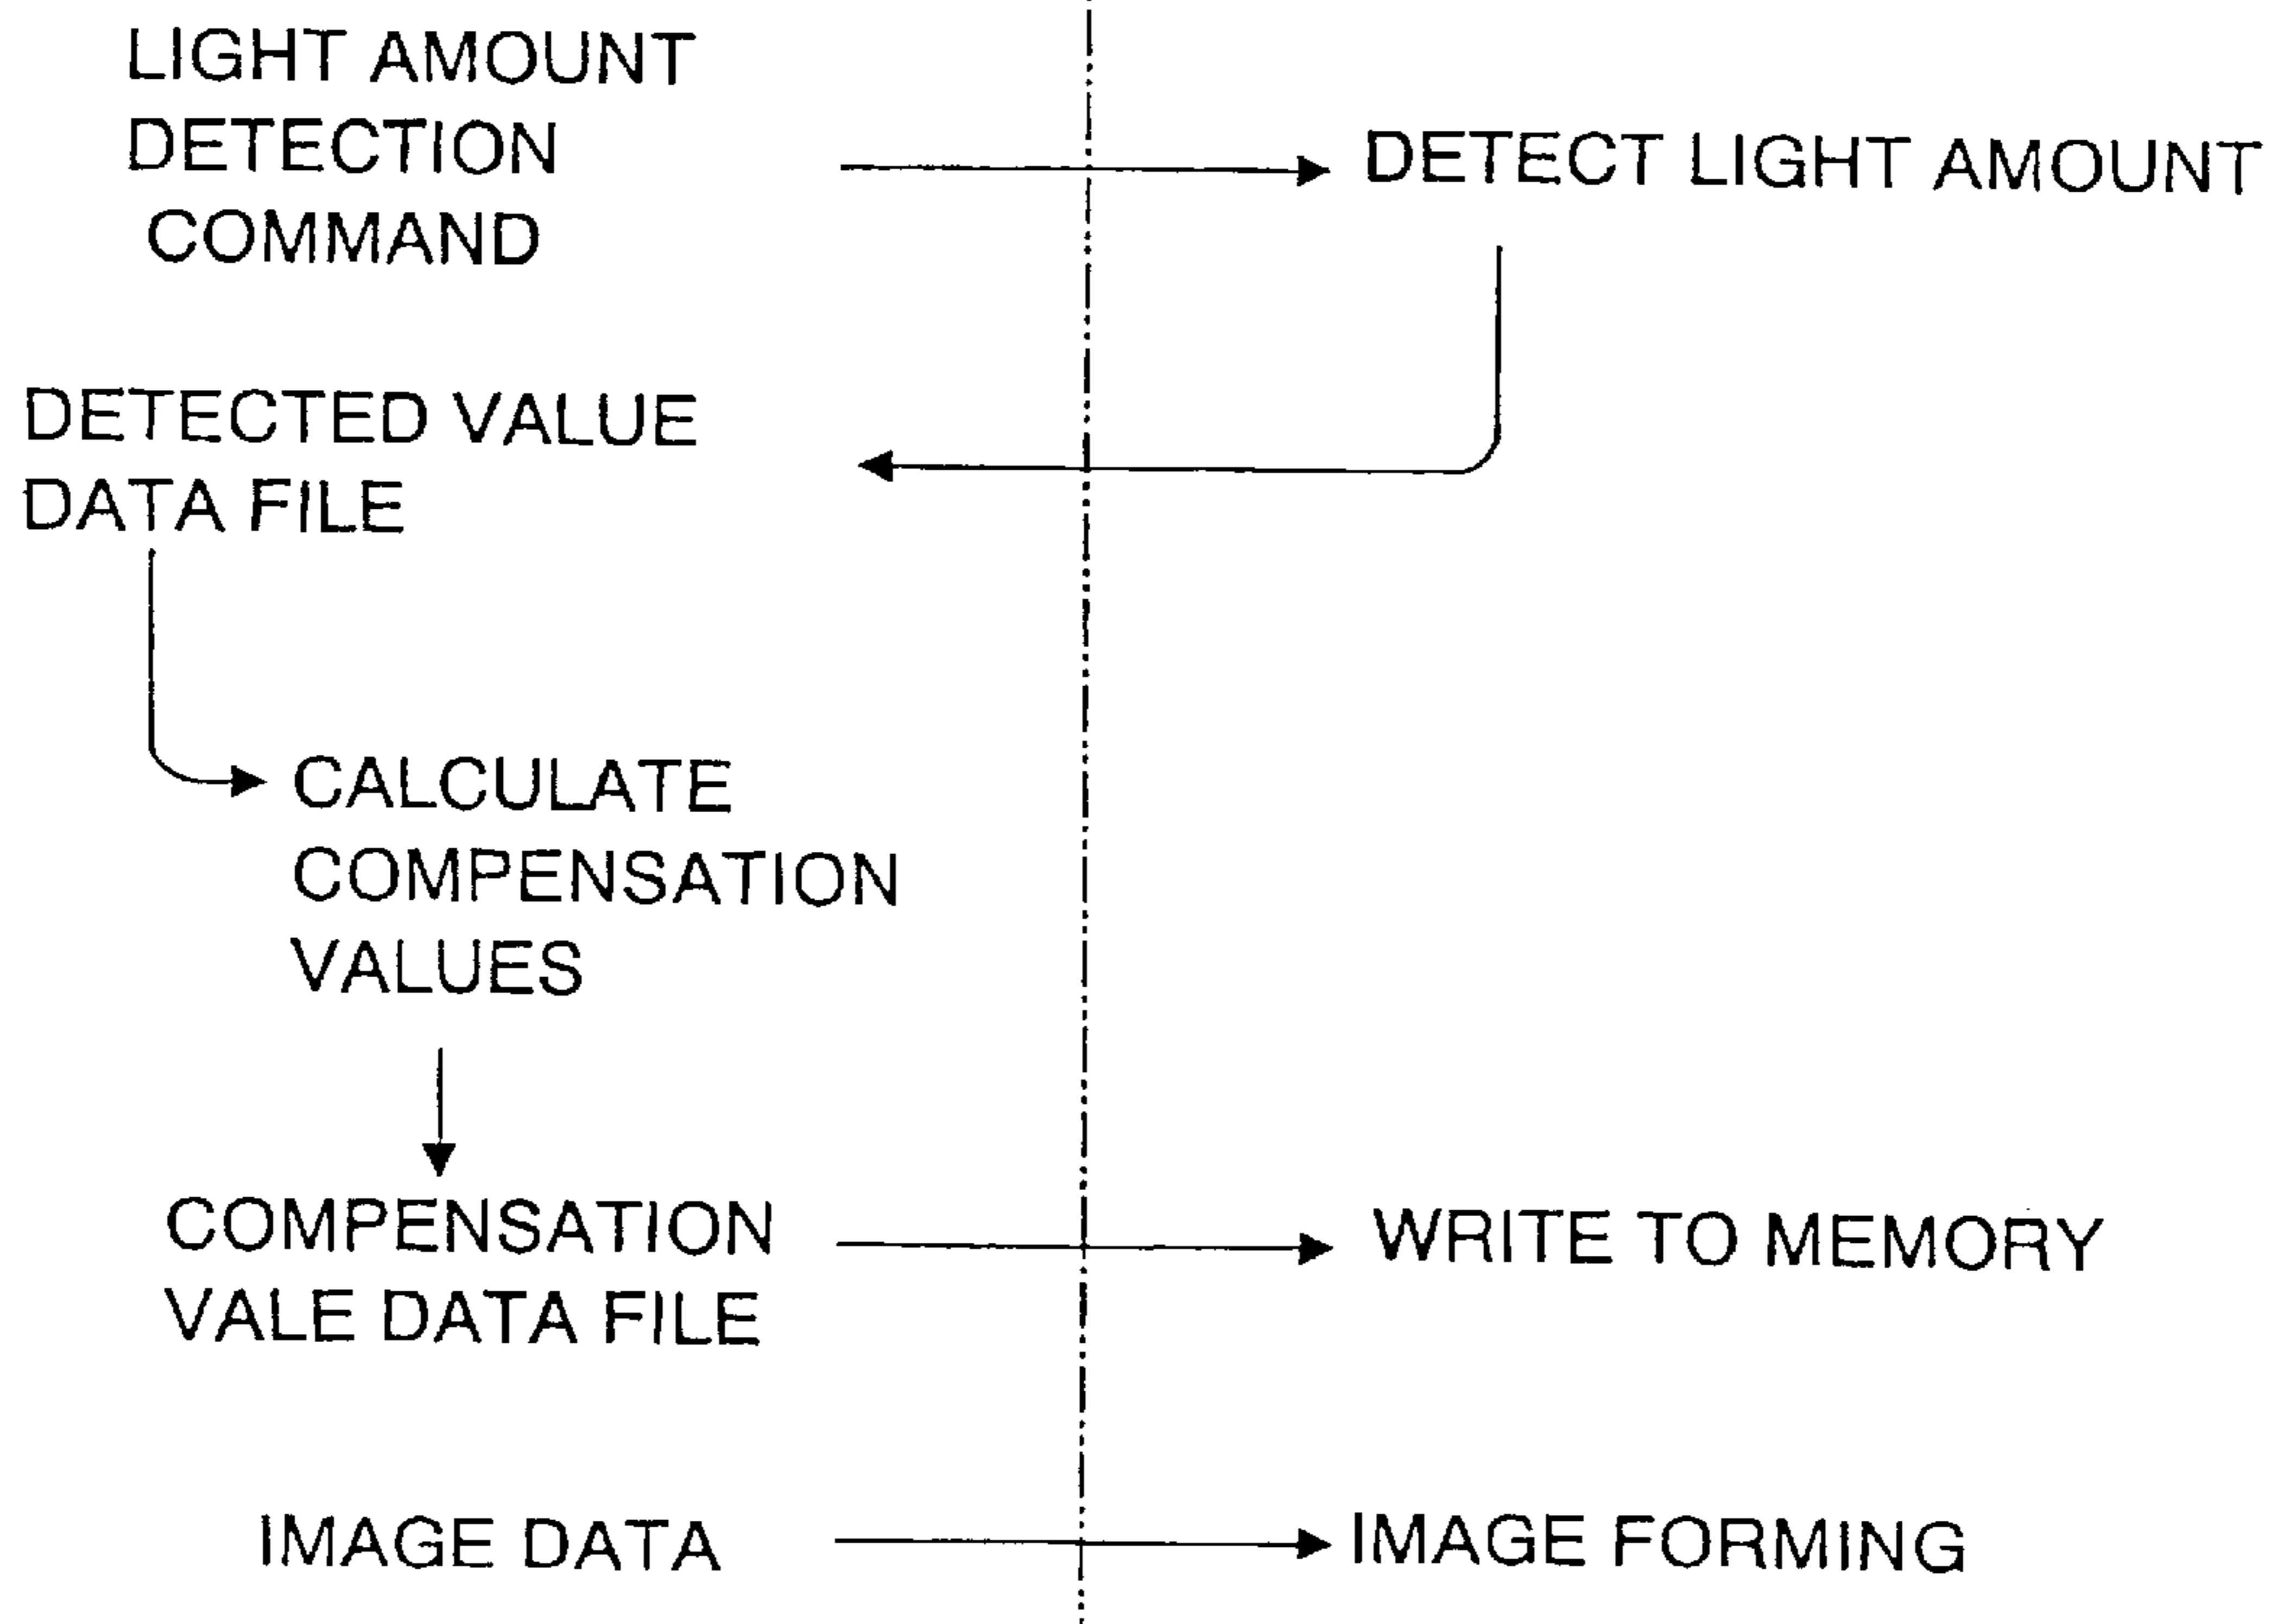 LIGHT AMOUNT
DETECTION
COMMAND
DETECT LIGHT AMOUNT
DETECTED VALUE
DATA FILE
CALCULATE
COMPENSATION
VALUES
COMPENSATION
VALE DATA FILE
WRITE TO MEMORY
IMAGE DATA
IMAGE FORMING